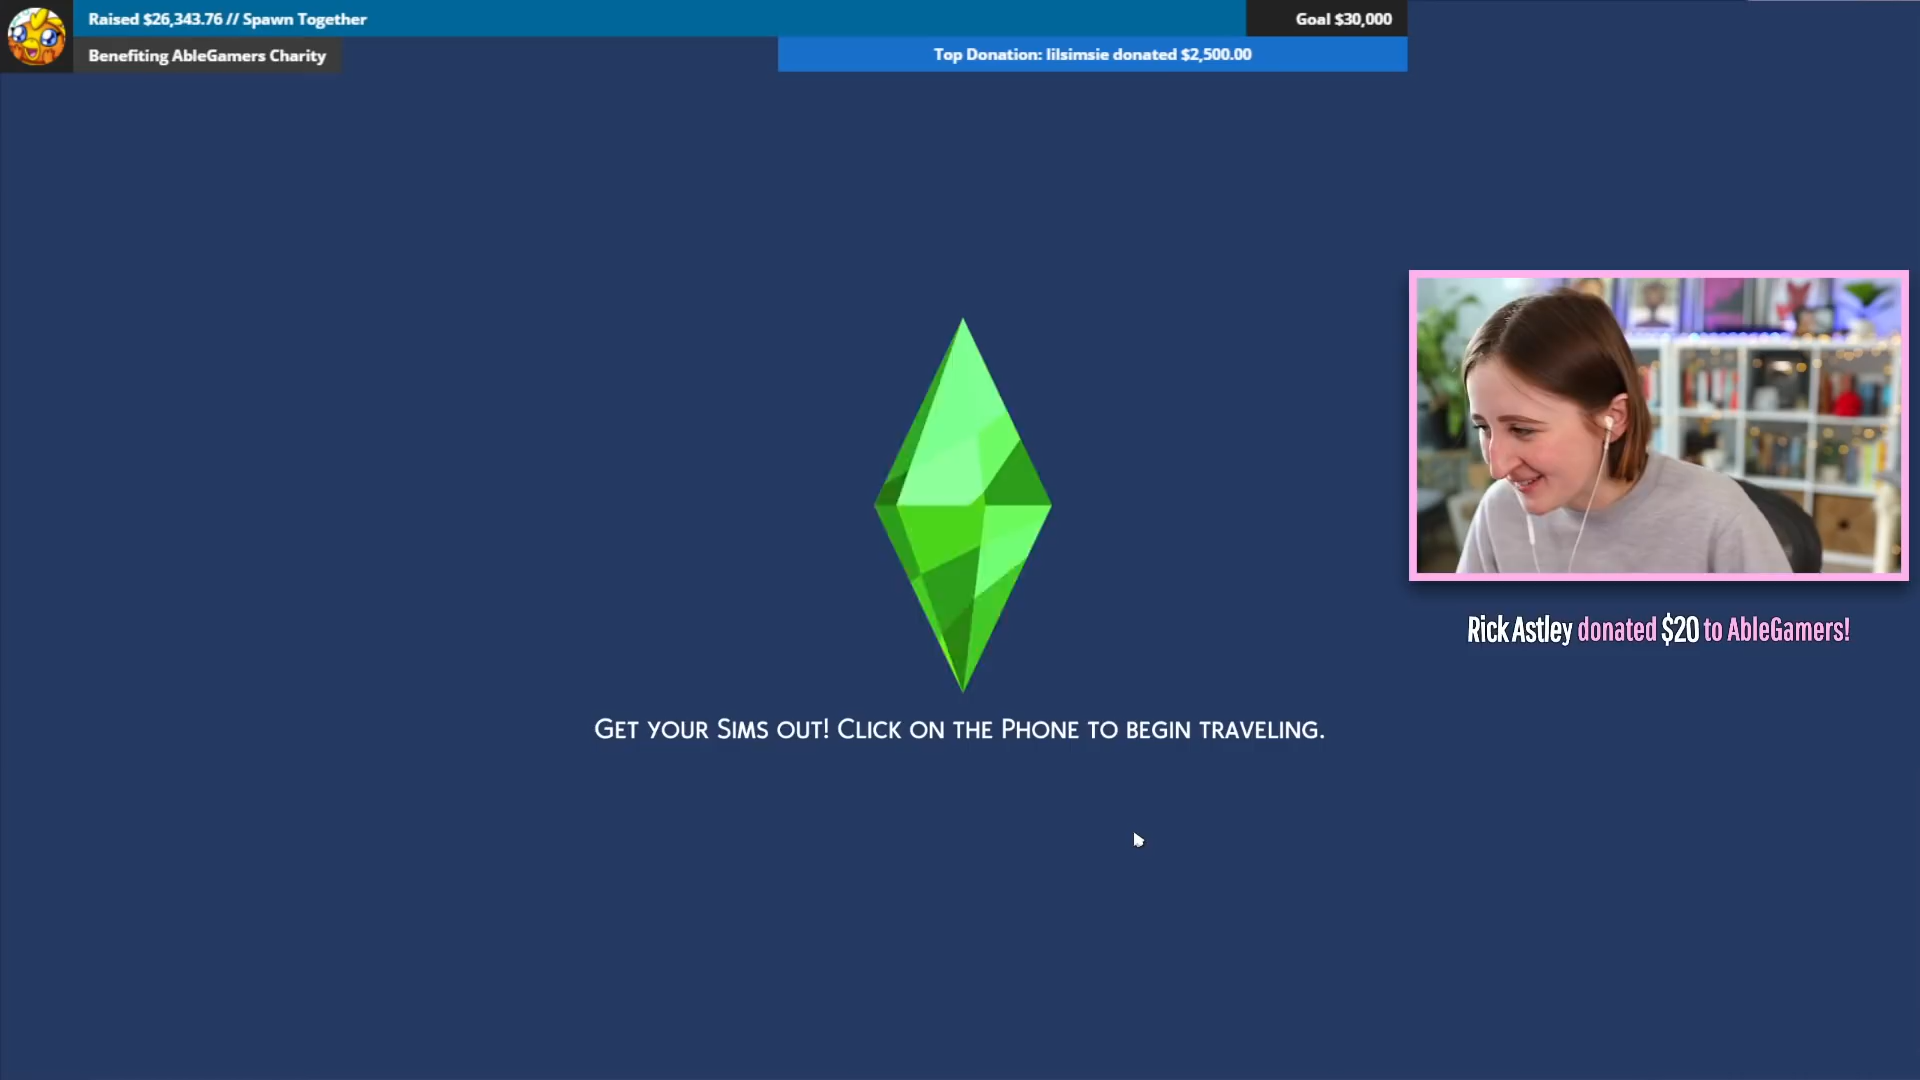 Raised $26,343.76 // Spawn Together
Goal $30,000
Benefiting AbleGamers Charity
Top Donation: lilsimsie donated $2,500.00
Rick Astley donated $20 to AbleGamers!
Get your Sims out! Click on the Phone to begin traveling.